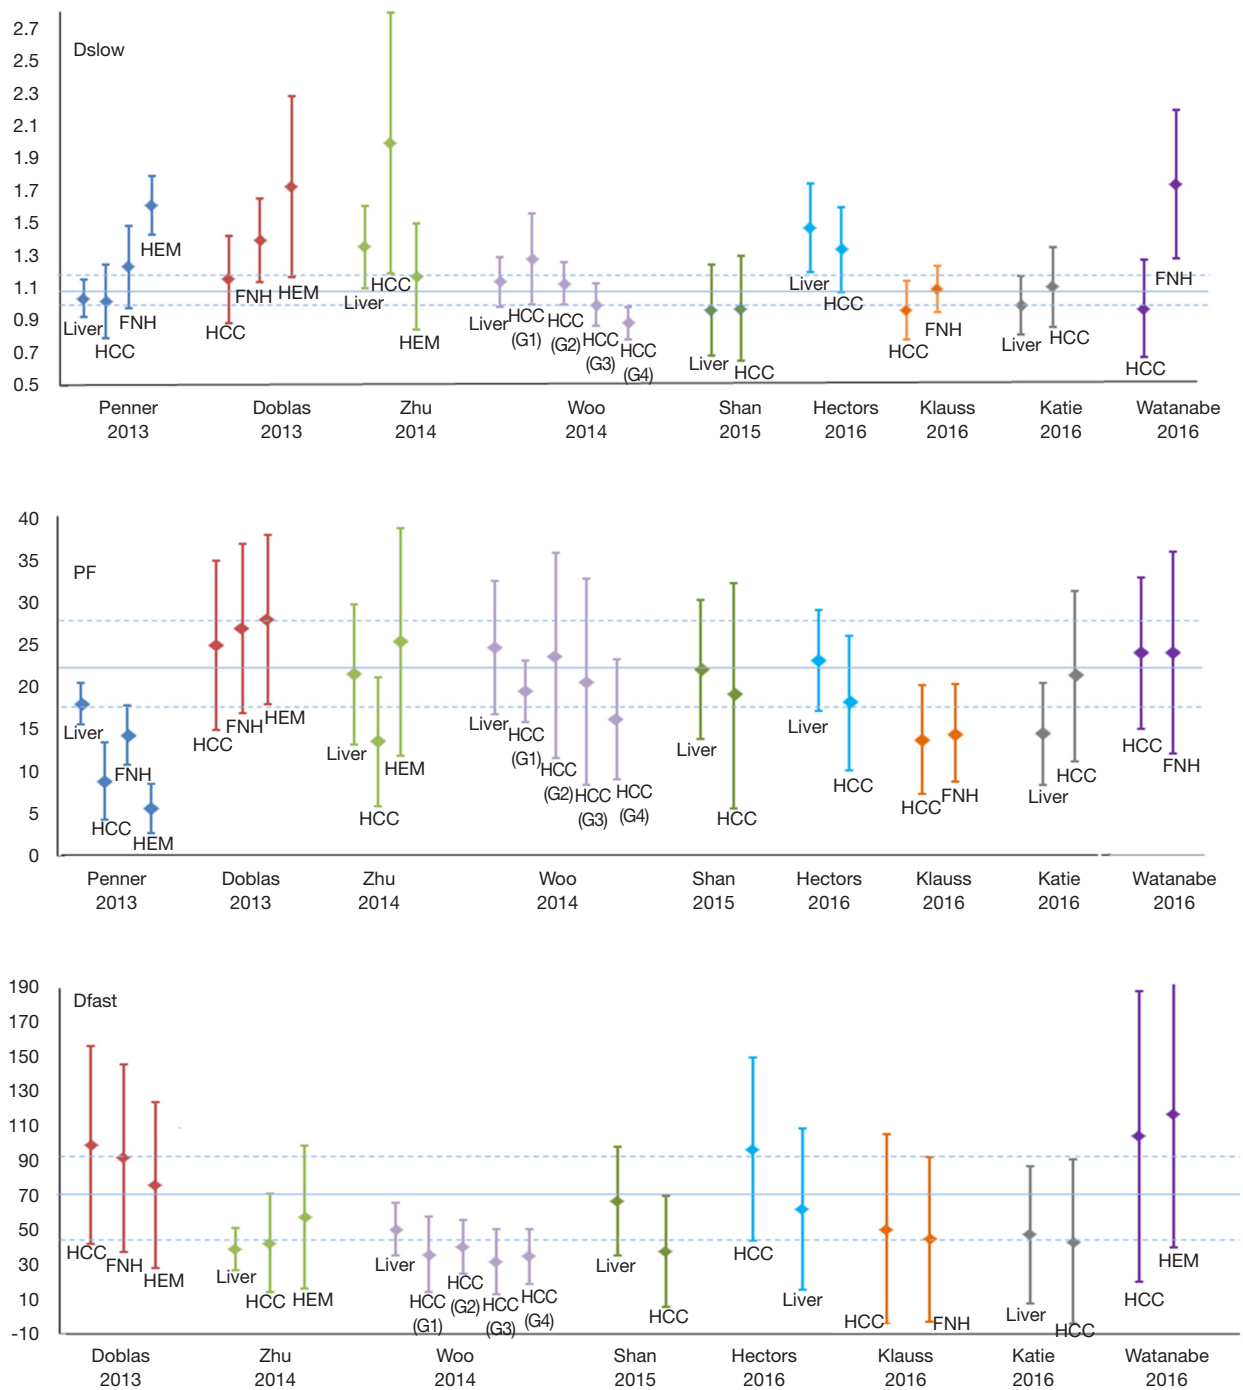 2.7
Dslow
2.5
2.3
2.1
1.9
1.7
1.5
1.3
1.1
0.9
0.7
0.5
Liver
HCC
FNH
HEM
HCC
FNH
HEM
Liver
HCC
HEM
Liver
HCC
(G1)
HCC
(G2)
HCC
(G3)
HCC
(G4)
Liver
HCC
Liver
HCC
HCC
FNH
Liver
HCC
HCC
FNH
Penner Doblas Zhu Woo Shan Hectors Klauss Katie Watanabe
2013 2013 2014 2014 2015 2016 2016 2016 2016
40
PF
35
30
25
20
15
10
5
0
Liver
HCC
FNH
HEM
HCC
FNH
HEM
Liver
HCC
HEM
Liver
HCC
(G1)
HCC
(G2)
HCC
(G3)
HCC
(G4)
Liver
HCC
Liver
HCC
HCC
FNH
Liver
HCC
HCC
FNH
Penner Doblas Zhu Woo Shan Hectors Klauss Katie Watanabe
2013 2013 2014 2014 2015 2016 2016 2016 2016
190
Dfast
170
150
130
110
90
70
50
30
10
-10
HCC
FNH
HEM
Liver
HCC
HEM
Liver
HCC
(G1)
HCC
(G2)
HCC
(G3)
HCC
(G4)
Liver
HCC
HCC
Liver
HCC
FNH
Liver
HCC
HCC
HEM
Doblas Zhu Woo Shan Hectors Klauss Katie Watanabe
2013 2014 2014 2015 2016 2016 2016 2016